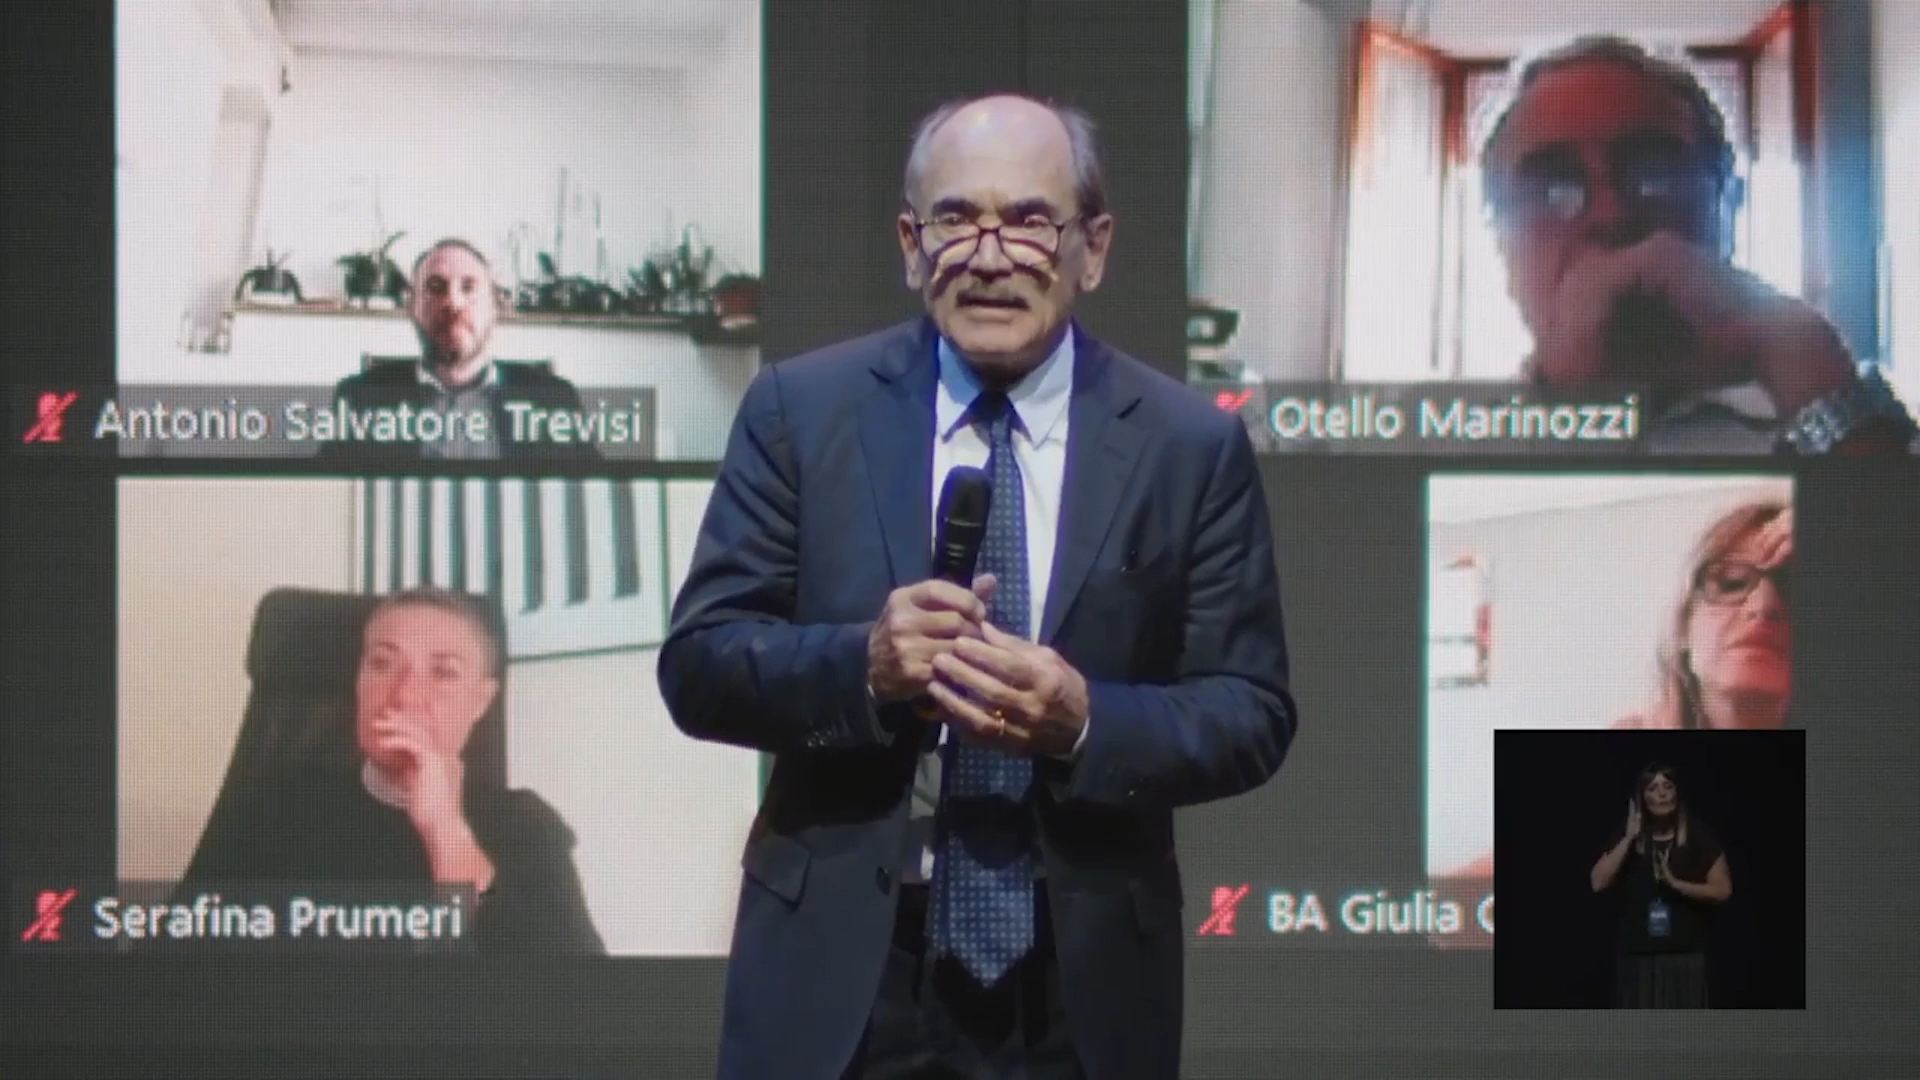 Antonio Salvatore Trevisi
Otello Marinozzi
Serafina Prumeri
BA Giulia